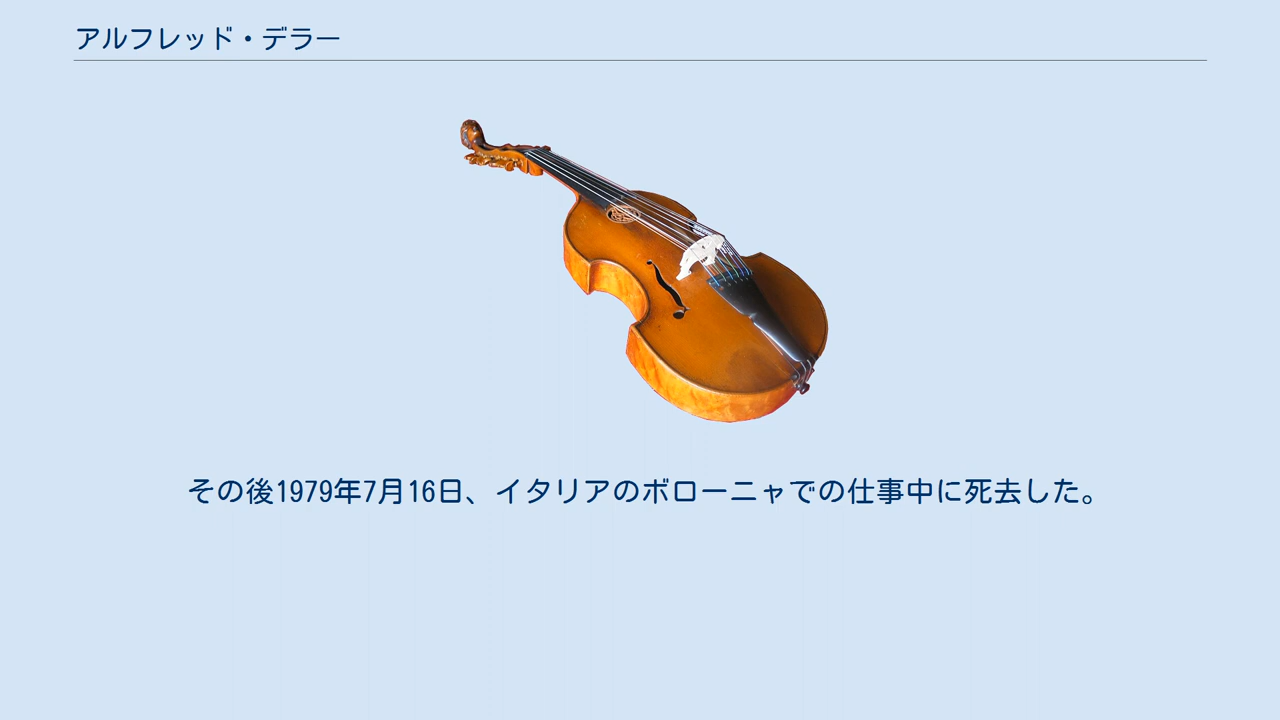 アルフレッド・デラー
その後1979年7月16日、イタリアのボローニャでの仕事中に死去した。